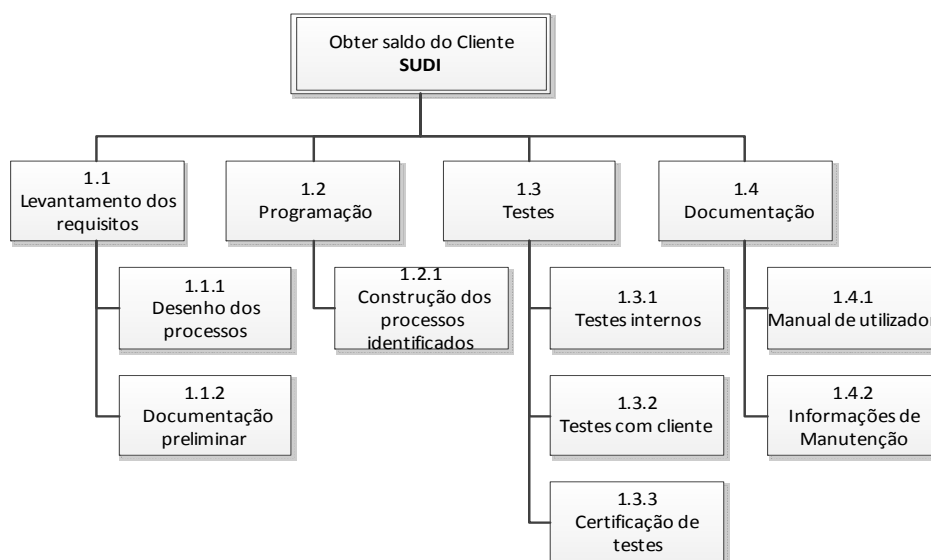 Obter saldo do Cliente
SUDI
1.1
Levantamento dos
requisitos
1.2
Programação
1.3
Testes
1.4
Documentação
1.1.1
Desenho dos
processos
1.2.1
Construção dos
processos
identificados
1.3.1
Testes internos
1.4.1
Manual de utilizador
1.1.2
Documentação
preliminar
1.3.2
Testes com cliente
1.4.2
Informações de
Manutenção
1.3.3
Certificação de
testes